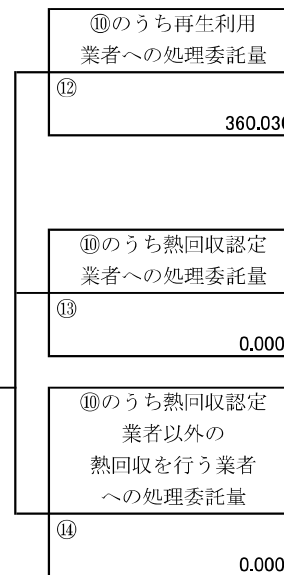 ⑩のうち再生利用
業者への処理委託量
⑫
360.030
⑩のうち熱回収認定
業者への処理委託量
⑬
0.000
⑩のうち熱回収認定
業者以外の
熱回収を行う業者
への処理委託量
⑭
0.000